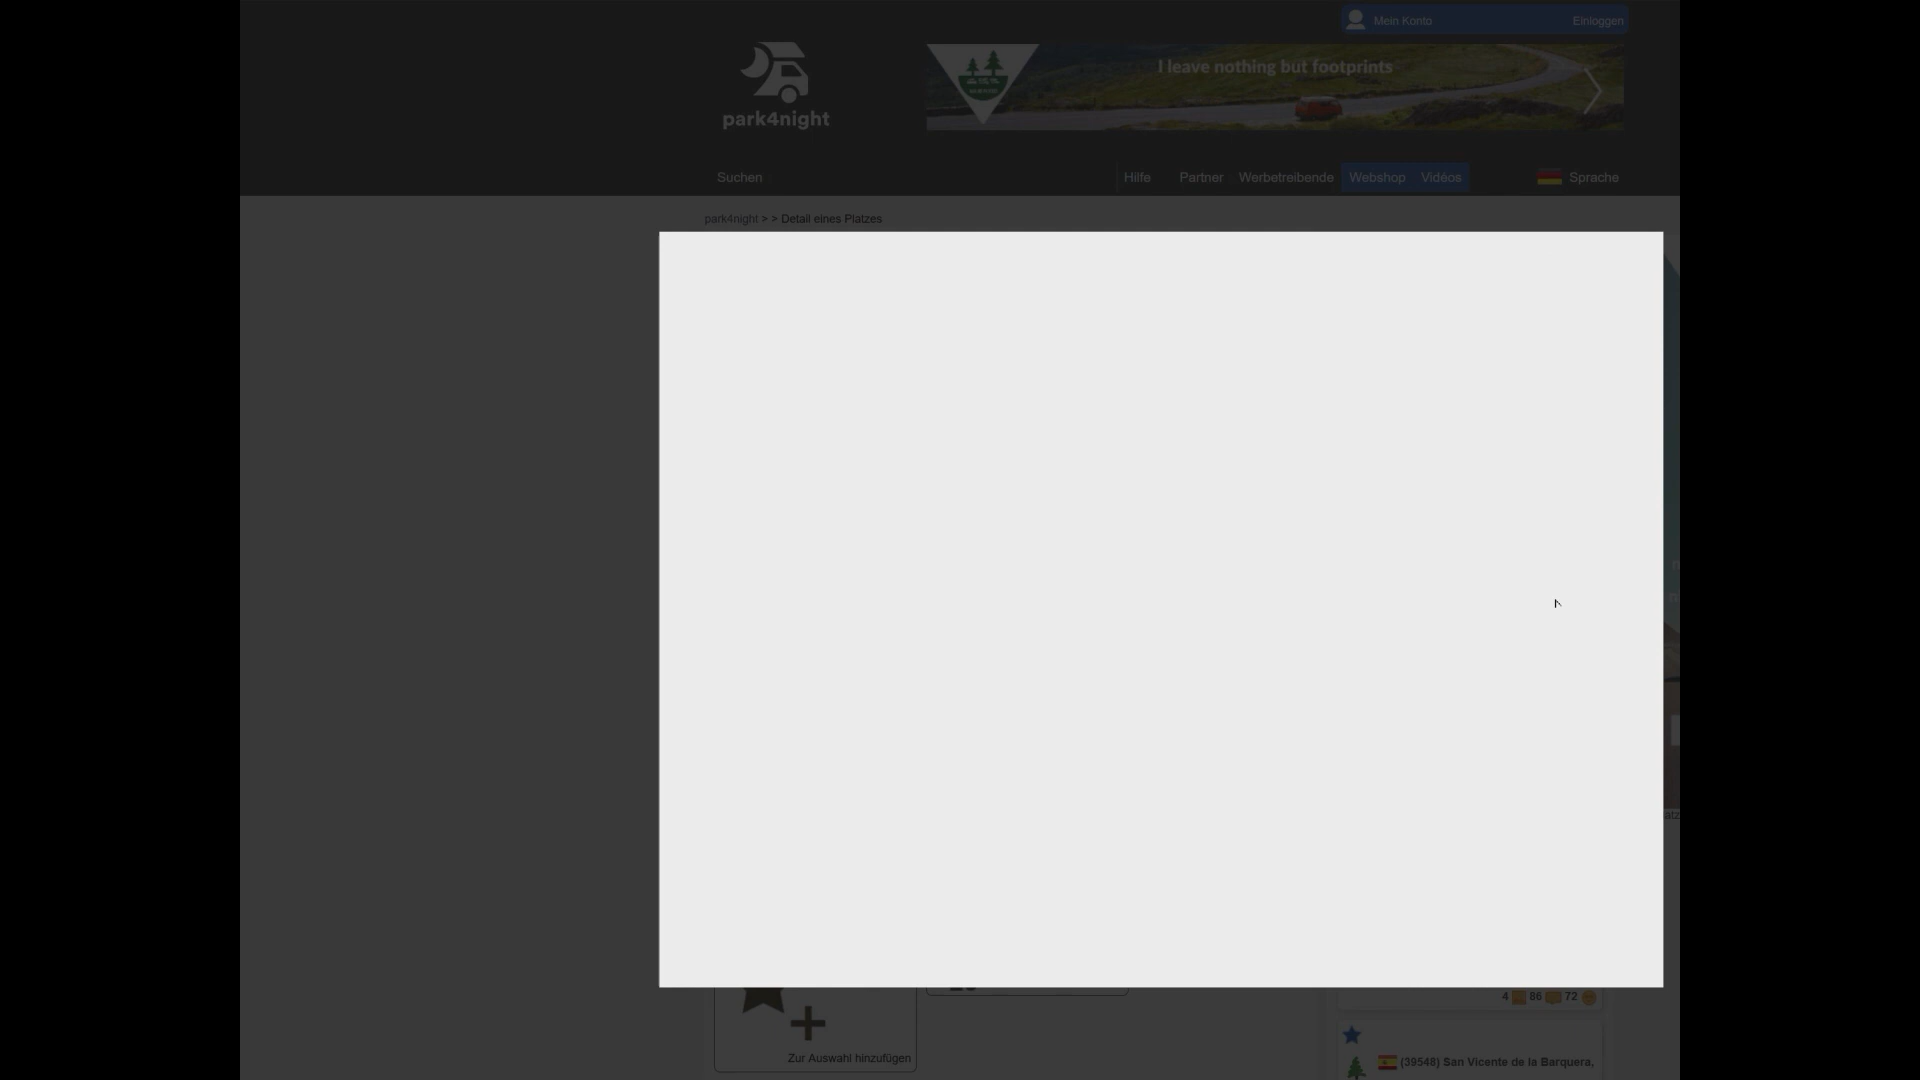 Mein Konto Einloggen
I leave nothing but footprints
park4night
Suchen Hilfe Partner Werbetreibende Webshop Vidéos Sprache
park4night > > Detail eines Platzes
atz
4 86 72
Zur Auswahl hinzufügen
(39548) San Vicente de la Barquera,